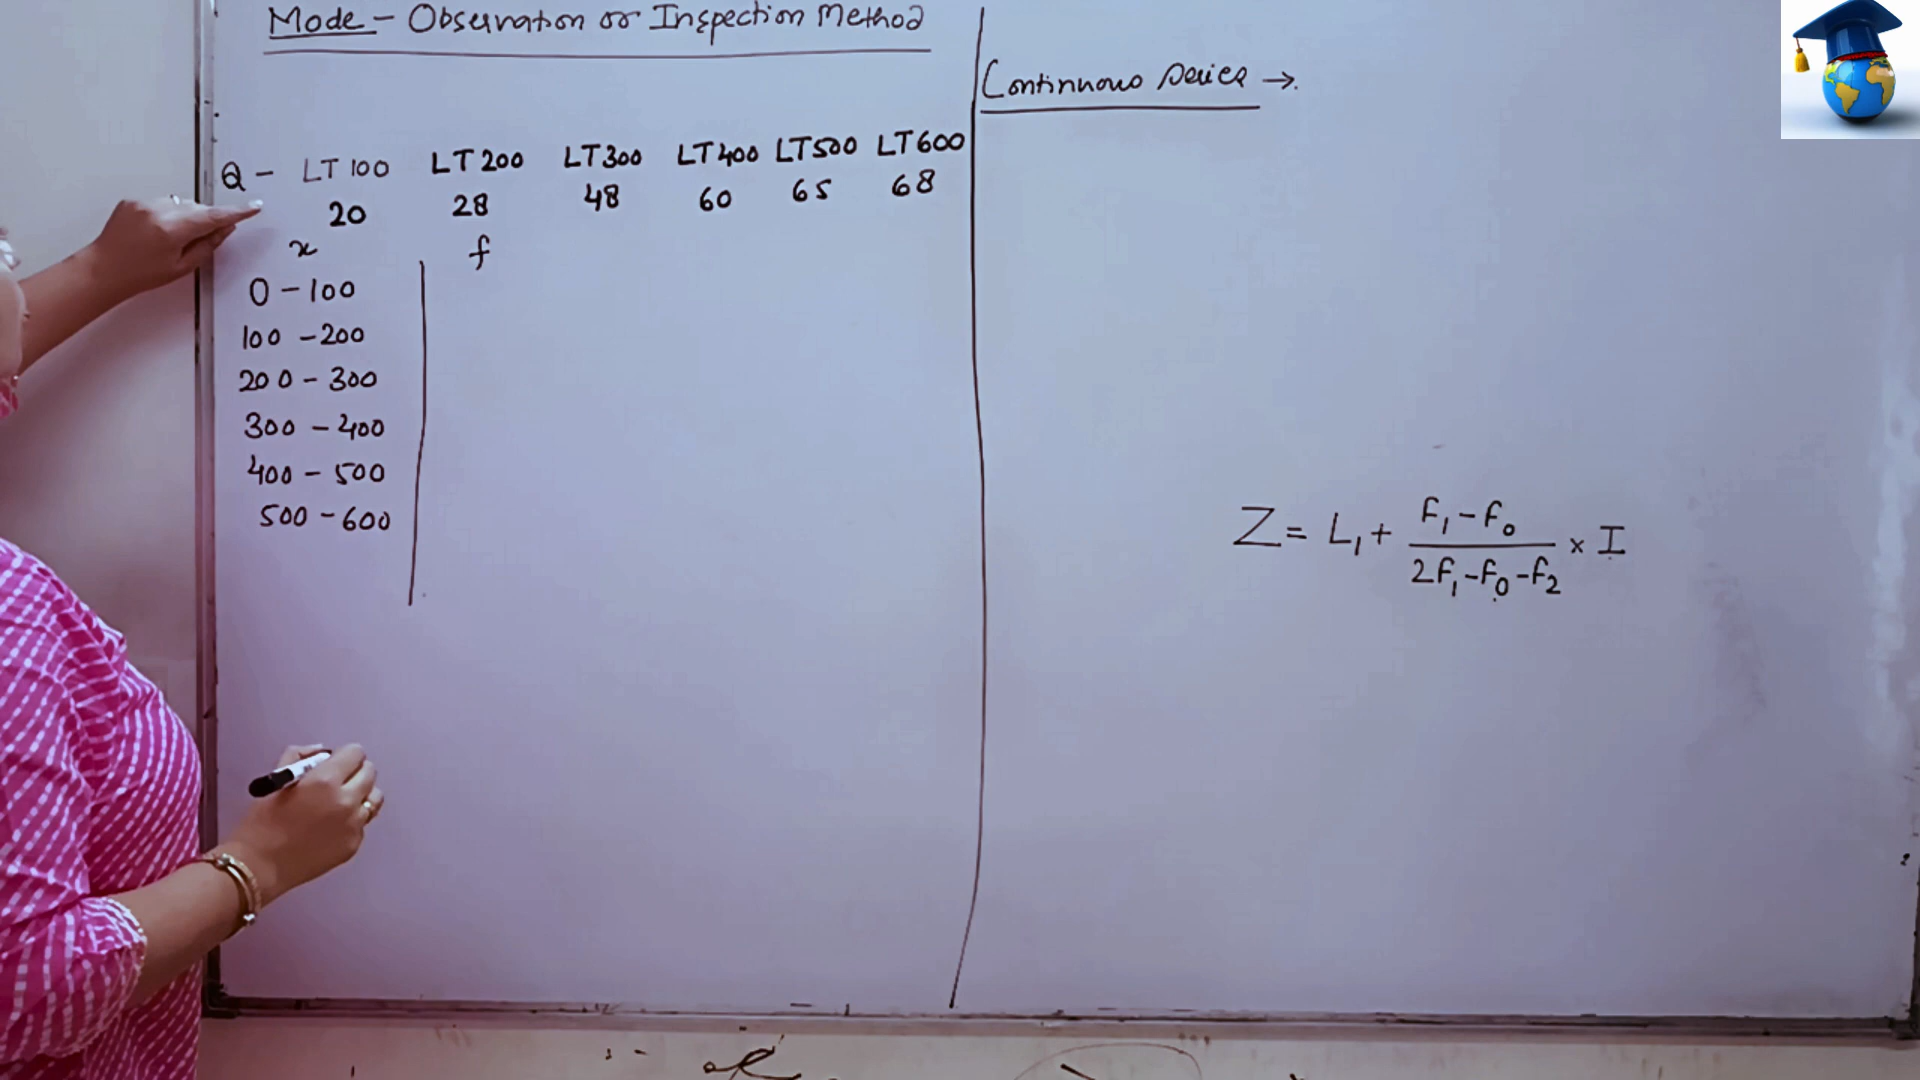 Mode - Observation or Inspection Method
Q - LT 100 LT 200 LT 300 LT 400 LT 500 LT 600
20 28 48 60 65 68
x f
0 - 100
100 - 200
200 - 300
300 - 400
400 - 500
500 - 600
Continuous Series →
Z = L₁ + (F₁ - F₀) / (2F₁ - F₀ - F₂) × I